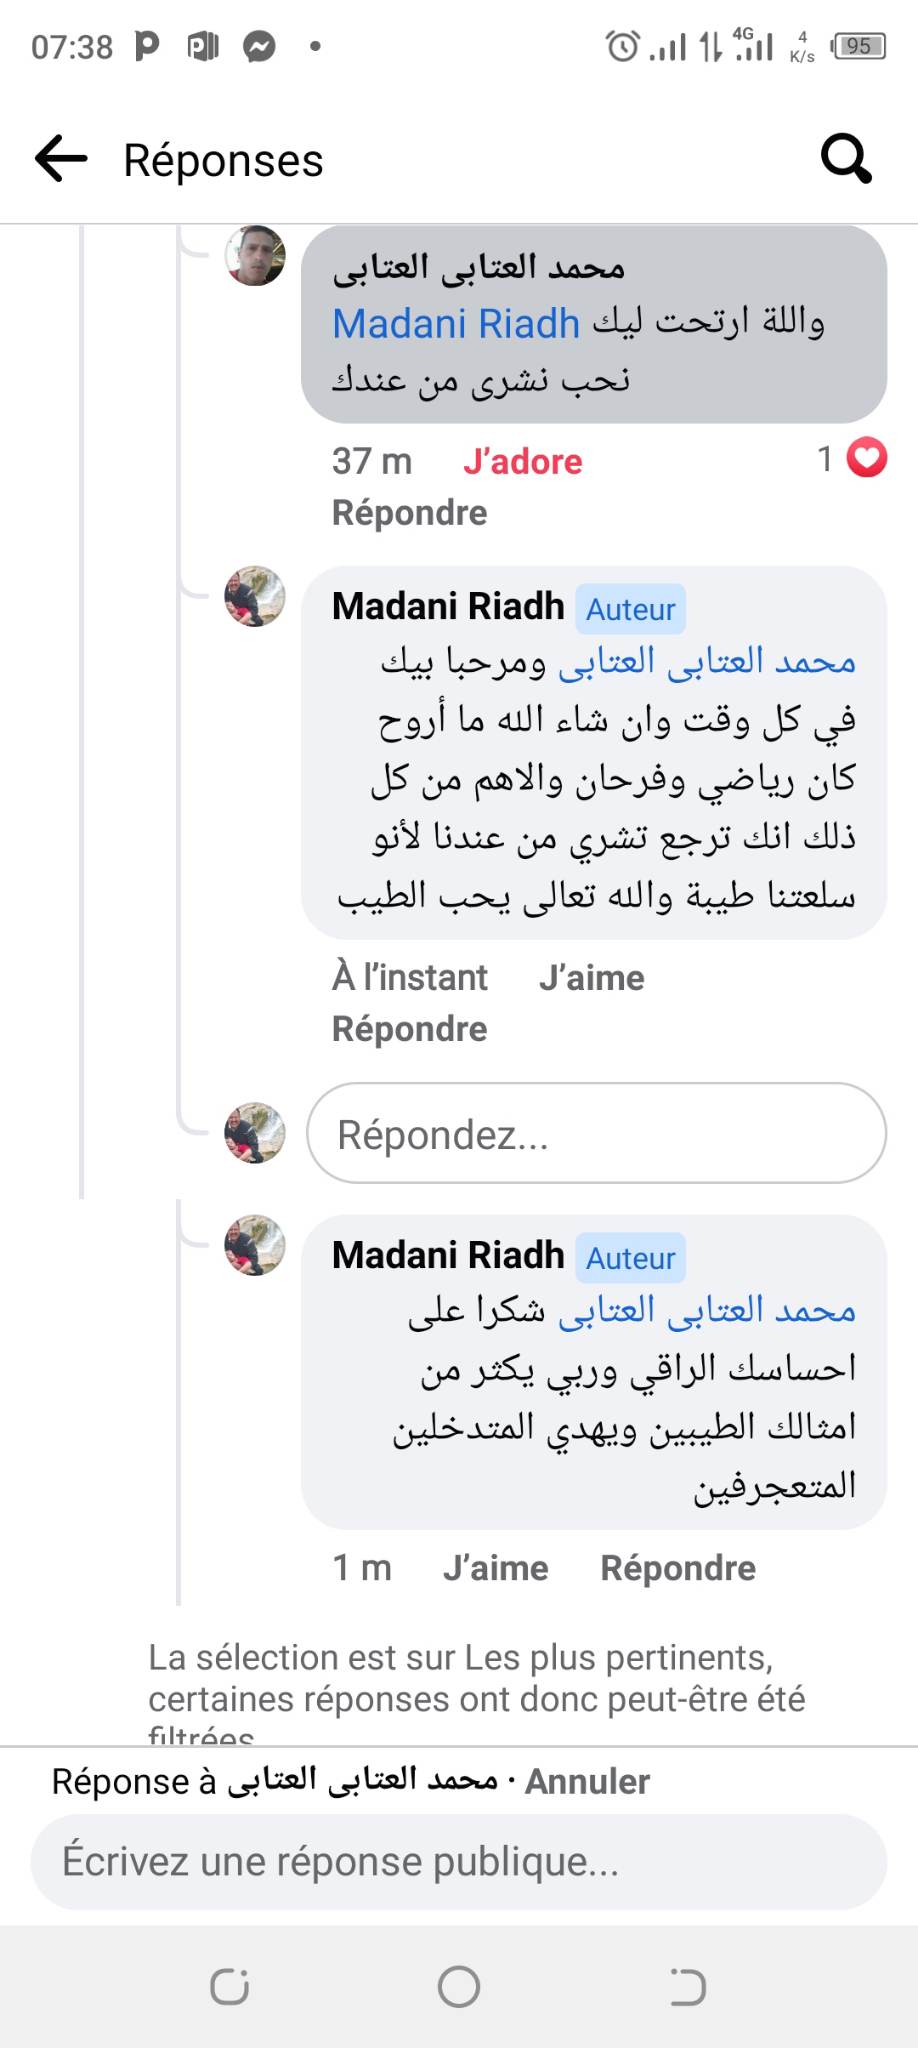 07:38
4G
4
K/s
95
Réponses
محمد العتابى العتابى
Madani Riadh واللة ارتحت ليك
نحب نشرى من عندك
37 m J’adore 1
Répondre
Madani Riadh Auteur
محمد العتابى العتابى ومرحبا بيك
في كل وقت وان شاء الله ما أروح
كان رياضي وفرحان والاهم من كل
ذلك انك ترجع تشري من عندنا لأنو
سلعتنا طيبة والله تعالى يحب الطيب
À l’instant J’aime
Répondre
Répondez...
Madani Riadh Auteur
محمد العتابى العتابى شكرا على
احساسك الراقي وربي يكثر من
امثالك الطيبين ويهدي المتدخلين
المتعجرفين
1 m J’aime Répondre
La sélection est sur Les plus pertinents,
certaines réponses ont donc peut-être été
filtrées
Réponse à محمد العتابى العتابى · Annuler
Écrivez une réponse publique...